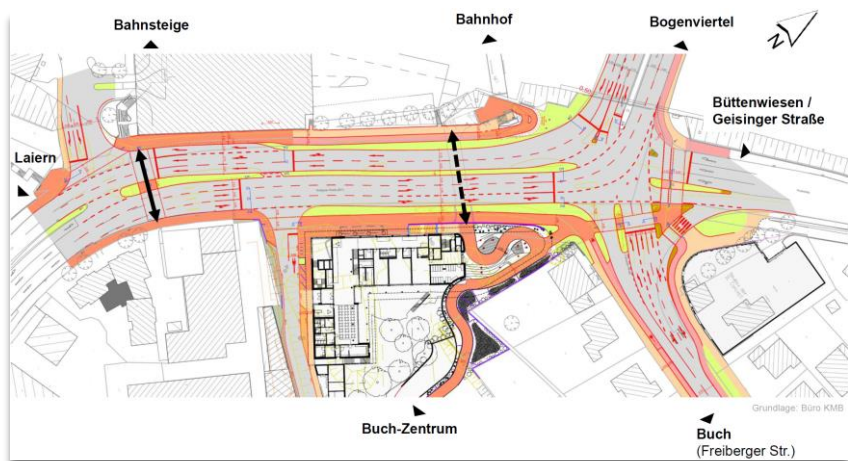 Bahnsteige
Bahnhof
Bogenviertel
N
Büttenwiesen /
Geisinger Straße
Laiern
Grundlage: Büro KMB
Buch-Zentrum
Buch
(Freiberger Str.)